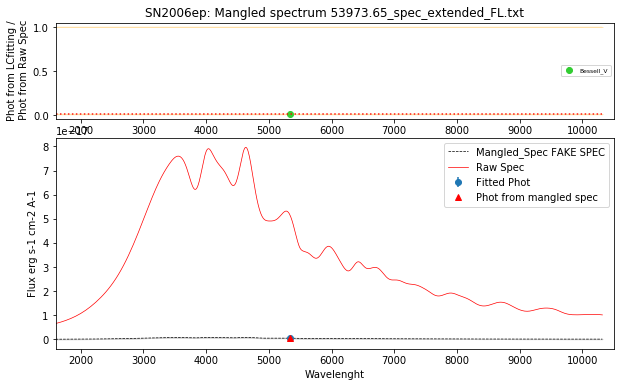 SN2006ep: Mangled spectrum 53973.65_spec_extended_FL.txt
Phot from LCfitting /
Phot from Raw Spec
1.0
0.5
0.0
Bessell_V
2000 3000 4000 5000 6000 7000 8000 9000 10000
1e-17
Flux erg s-1 cm-2 A-1
8
7
6
5
4
3
2
1
0
Mangled_Spec FAKE SPEC
Raw Spec
Fitted Phot
Phot from mangled spec
2000 3000 4000 5000 6000 7000 8000 9000 10000
Wavelenght